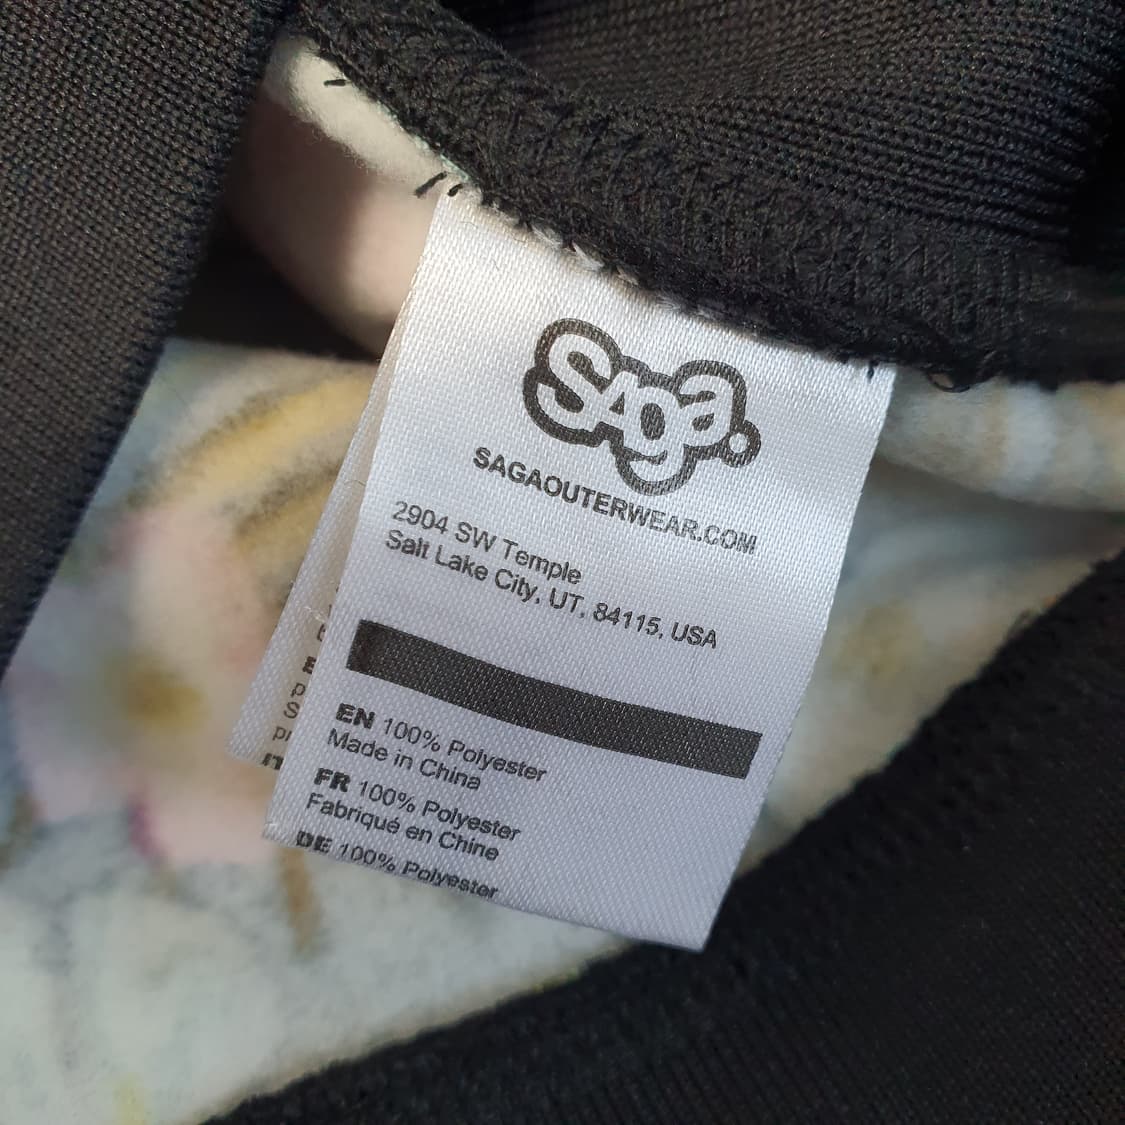 Saga.
SAGAOUTERWEAR.COM
2904 SW Temple
Salt Lake City, UT, 84115, USA
EN 100% Polyester
Made in China
FR 100% Polyester
Fabriqué en Chine
DE 100% Polyester
IT